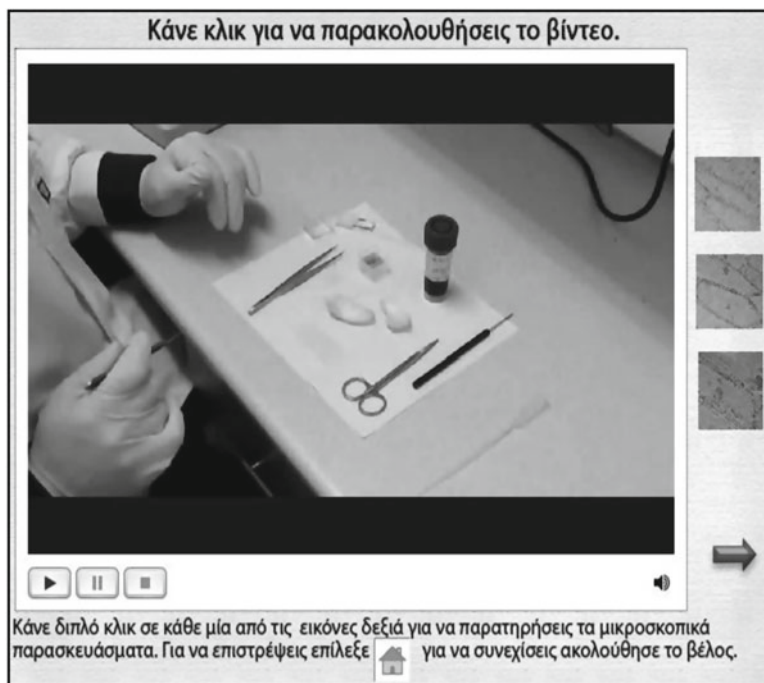 Κάνε κλικ για να παρακολουθήσεις το βίντεο.
Κάνε διπλό κλικ σε κάθε μία από τις εικόνες δεξιά για να παρατηρήσεις τα μικροσκοπικά
παρασκευάσματα. Για να επιστρέψεις επίλεξε για να συνεχίσεις ακολούθησε το βέλος.